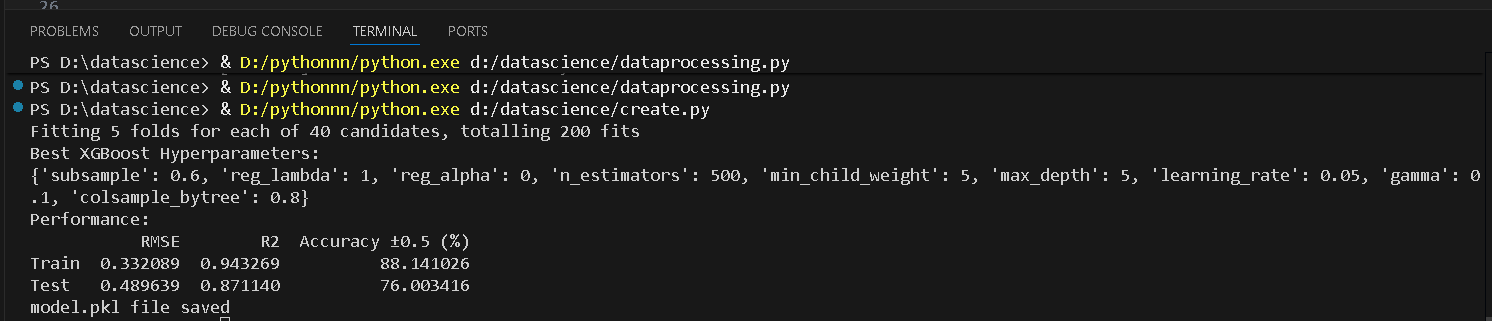 26
PROBLEMS OUTPUT DEBUG CONSOLE TERMINAL PORTS
PS D:\datascience> & D:/pythonnn/python.exe d:/datascience/dataprocessing.py
PS D:\datascience> & D:/pythonnn/python.exe d:/datascience/dataprocessing.py
PS D:\datascience> & D:/pythonnn/python.exe d:/datascience/create.py
Fitting 5 folds for each of 40 candidates, totalling 200 fits
Best XGBoost Hyperparameters:
{'subsample': 0.6, 'reg_lambda': 1, 'reg_alpha': 0, 'n_estimators': 500, 'min_child_weight': 5, 'max_depth': 5, 'learning_rate': 0.05, 'gamma': 0
.1, 'colsample_bytree': 0.8}
Performance:
RMSE R2 Accuracy ±0.5 (%)
Train 0.332089 0.943269 88.141026
Test 0.489639 0.871140 76.003416
model.pkl file saved